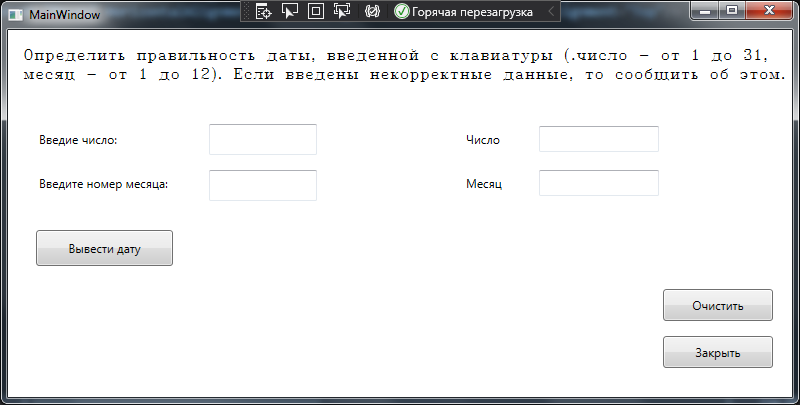 MainWindow
Горячая перезагрузка
Определить правильность даты, введенной с клавиатуры (.число - от 1 до 31,
месяц - от 1 до 12). Если введены некорректные данные, то сообщить об этом.
Введие число:
Число
Введите номер месяца:
Месяц
Вывести дату
Очистить
Закрыть